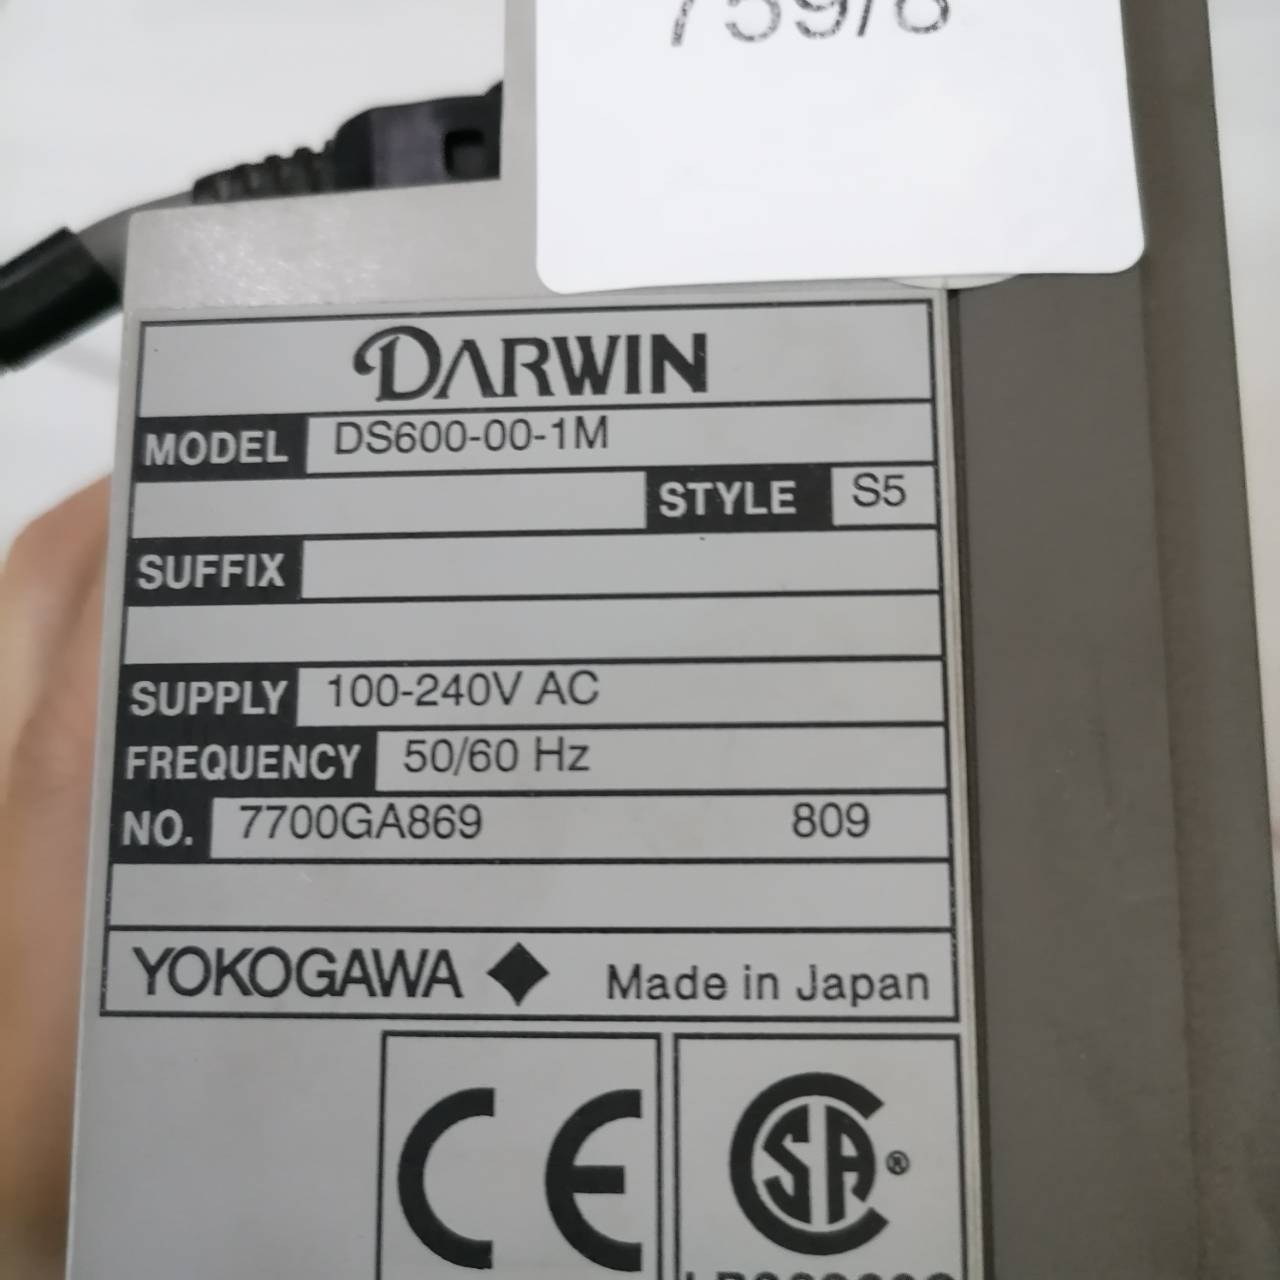 DARWIN
MODEL DS600-00-1M
STYLE S5
SUFFIX
SUPPLY 100-240V AC
FREQUENCY 50/60 Hz
NO. 7700GA869 809
YOKOGAWA Made in Japan
CE SA ®